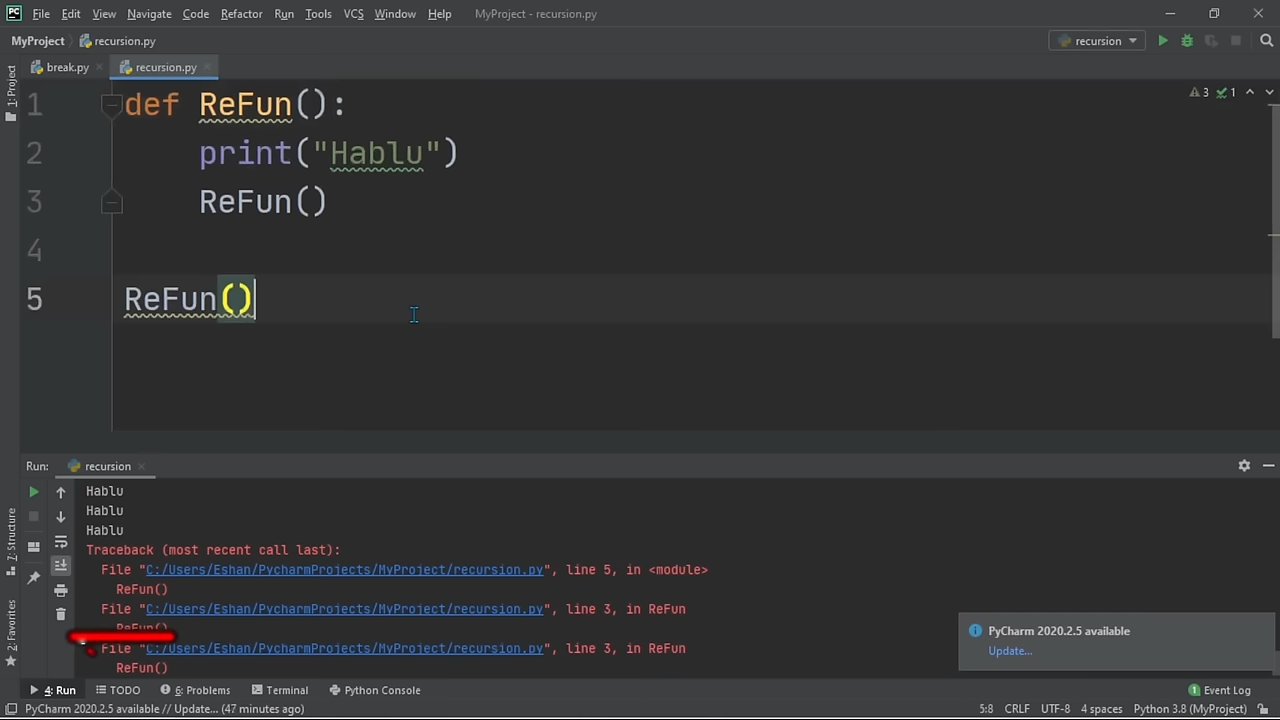 PC File Edit View Navigate Code Refactor Run Tools VCS Window Help MyProject - recursion.py
MyProject recursion.py recursion
break.py recursion.py
1: Project
1 def ReFun(): 3 1
2 print("Hablu")
3 ReFun()
4
5 ReFun()
Run: recursion
Hablu
Hablu
Hablu
Traceback (most recent call last):
File "C:/Users/Eshan/PycharmProjects/MyProject/recursion.py", line 5, in <module>
ReFun()
File "C:/Users/Eshan/PycharmProjects/MyProject/recursion.py", line 3, in ReFun
ReFun()
File "C:/Users/Eshan/PycharmProjects/MyProject/recursion.py", line 3, in ReFun
ReFun()
7: Structure
2: Favorites
PyCharm 2020.2.5 available
Update...
4: Run TODO 6: Problems Terminal Python Console 1 Event Log
PyCharm 2020.2.5 available // Update... (47 minutes ago) 5:8 CRLF UTF-8 4 spaces Python 3.8 (MyProject)